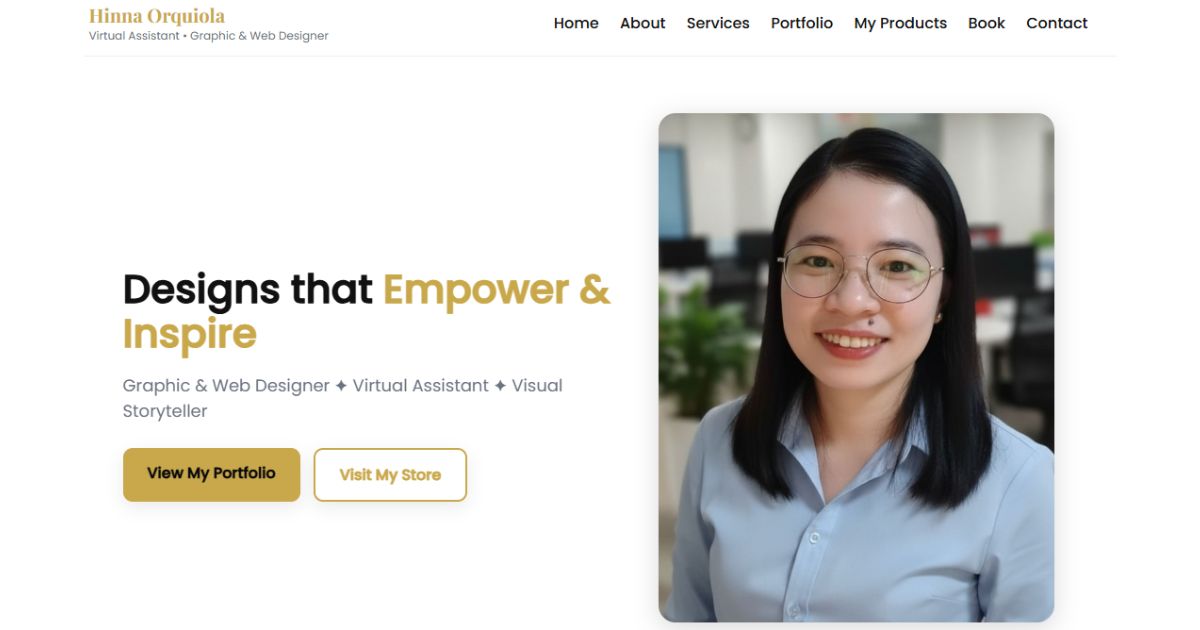 Hinna Orquiola
Virtual Assistant • Graphic & Web Designer
Home About Services Portfolio My Products Book Contact
Designs that Empower &
Inspire
Graphic & Web Designer ✦ Virtual Assistant ✦ Visual
Storyteller
View My Portfolio
Visit My Store